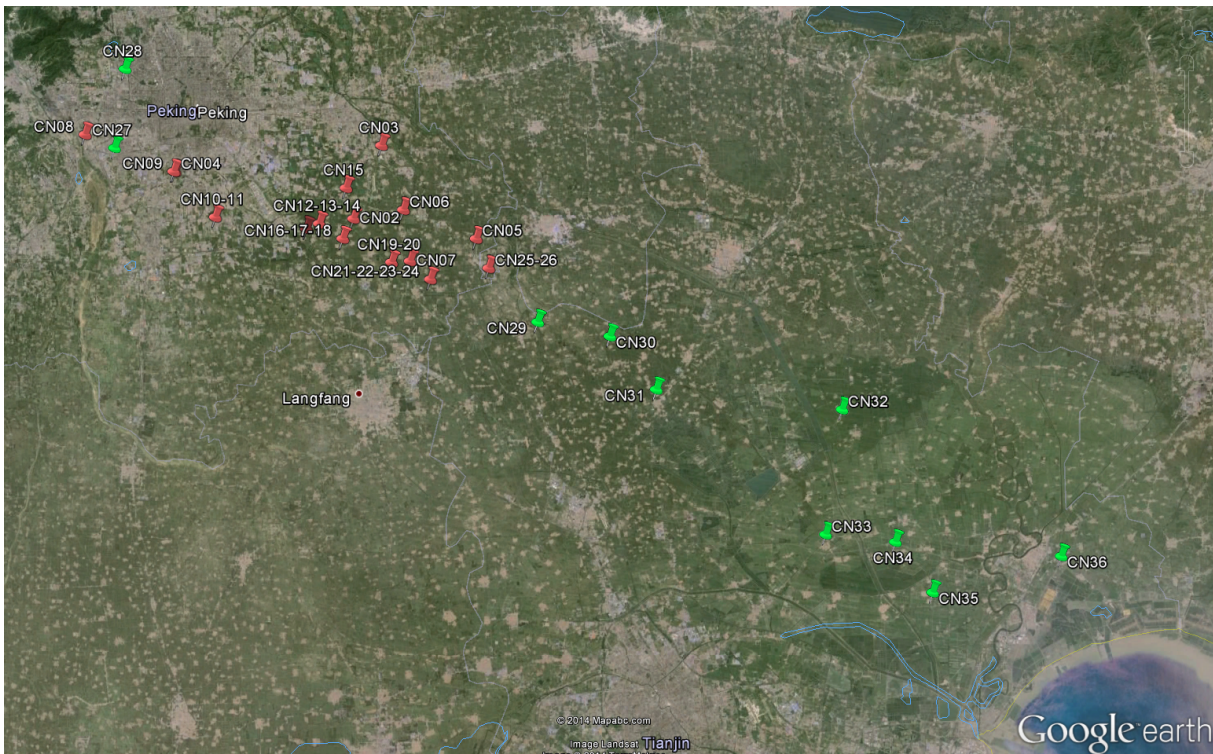 CN28
Peking Peking
CN08 CN27
CN03
CN09 CN04
CN15
CN10-11
CN12-13-14
CN06
CN02
CN16-17-18
CN05
CN19-20
CN07
CN25-26
CN21-22-23-24
CN29
CN30
CN31
Langfang
CN32
CN33
CN34
CN36
CN35
© 2014 Mapabc.com
Image Landsat
Tianjin
Google earth